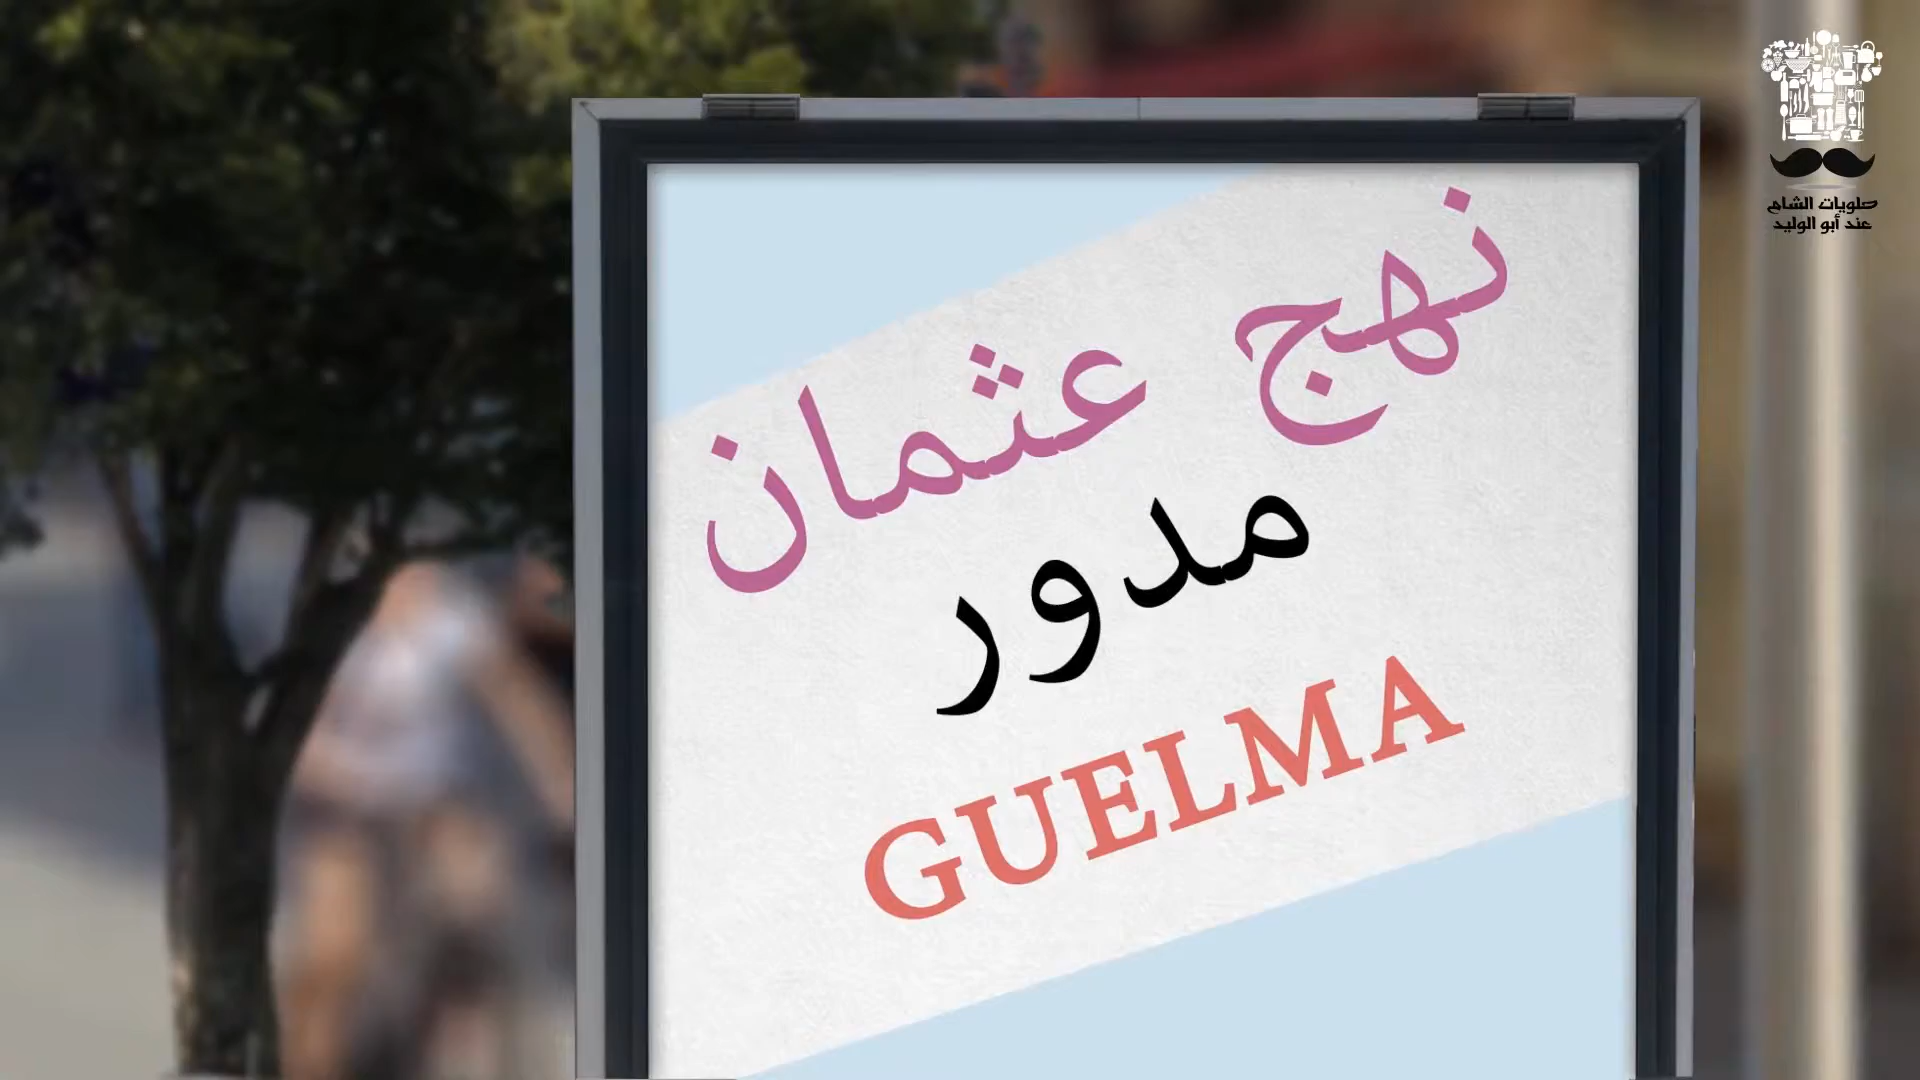 نهج عثمان
مدور
GUELMA
حلويات الشام
عند أبو الوليد